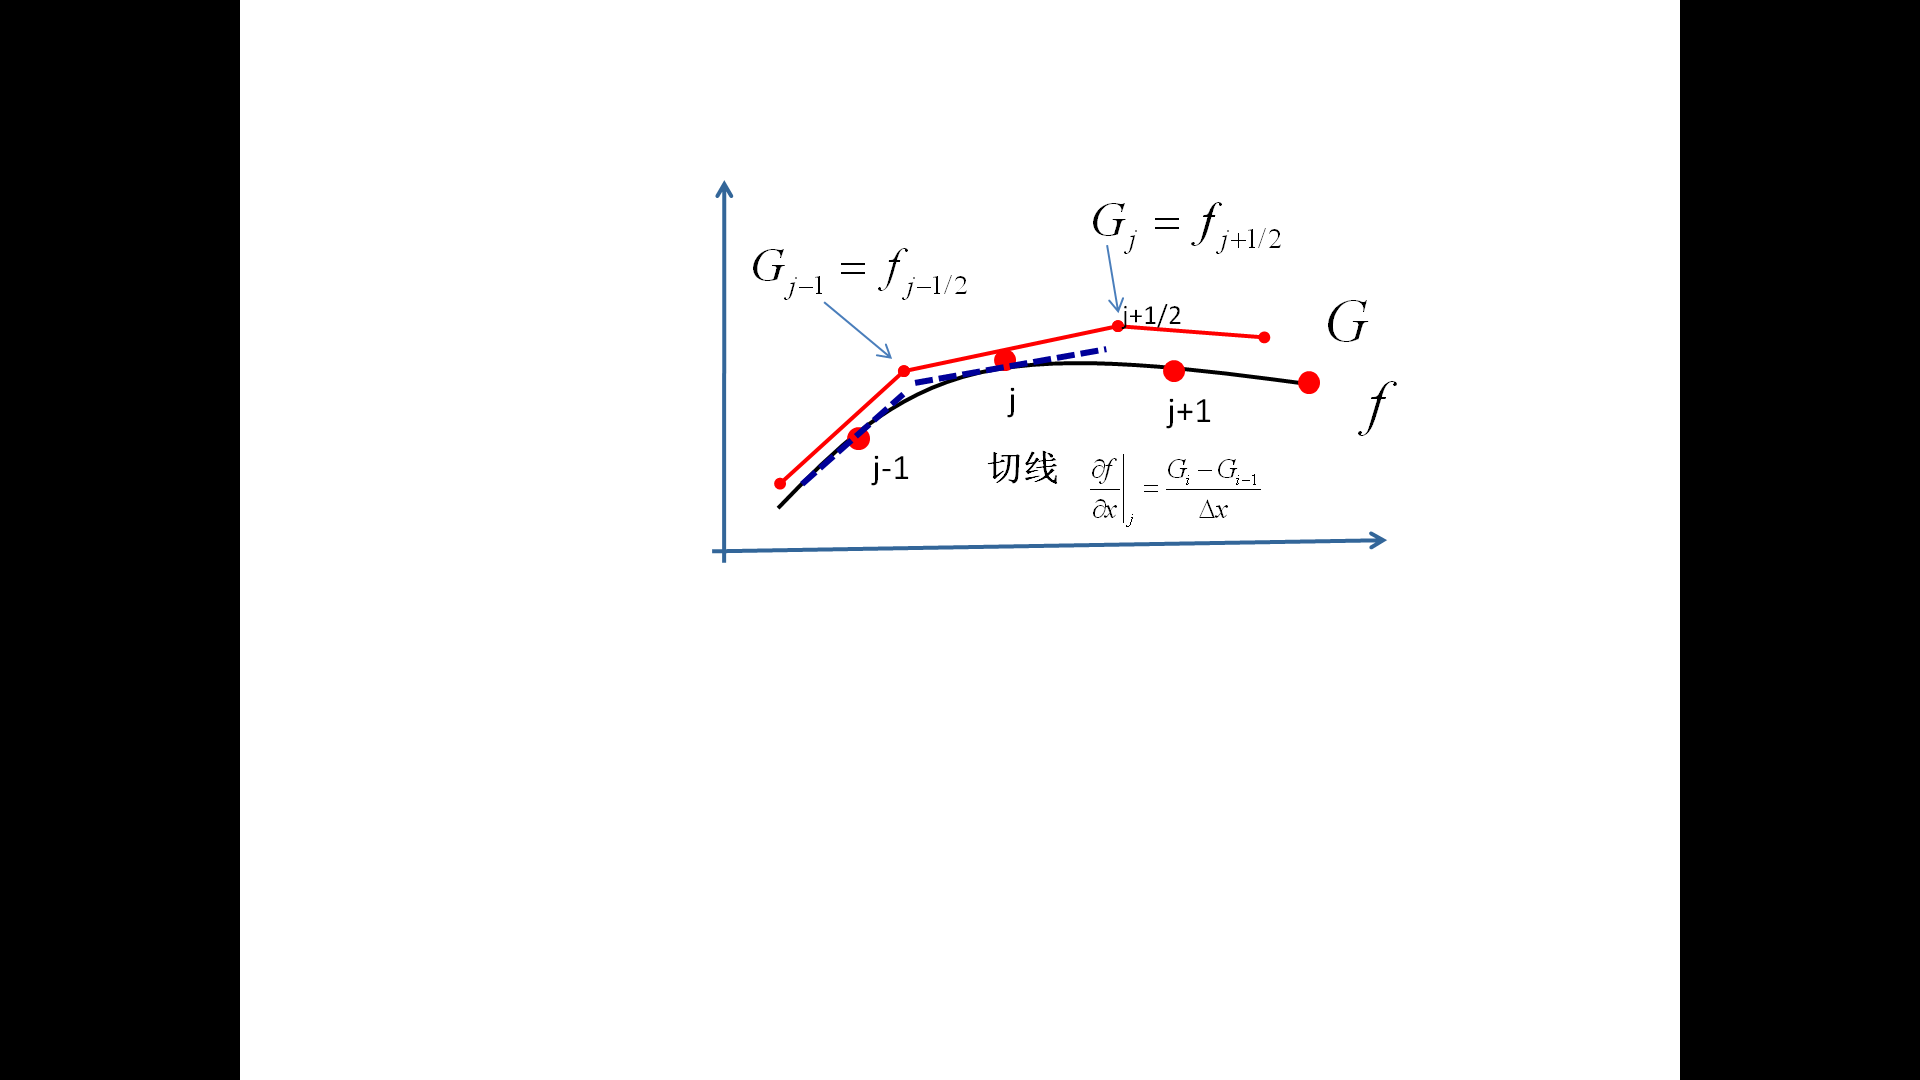 G_j = f_{j+1/2}
G_{j-1} = f_{j-1/2}
j+1/2
G
f
j
j+1
j-1
切线
∂f/∂x|_j = (G_i - G_{i-1})/Δx